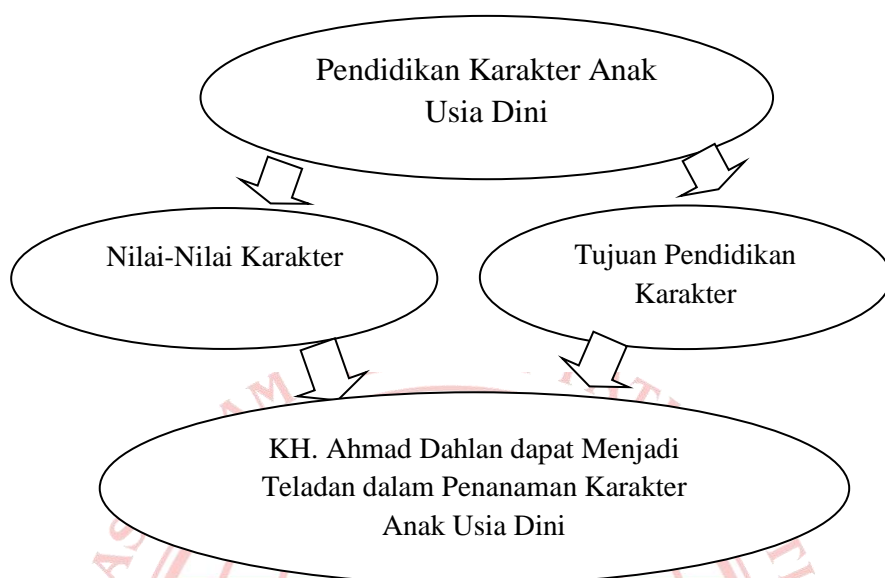 Pendidikan Karakter Anak
Usia Dini
Nilai-Nilai Karakter
Tujuan Pendidikan
Karakter
KH. Ahmad Dahlan dapat Menjadi
Teladan dalam Penanaman Karakter
Anak Usia Dini